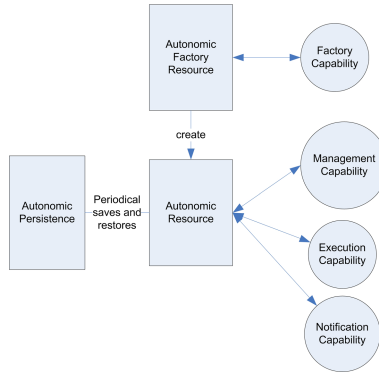 Autonomic
Factory
Resource
Factory
Capability
create
Autonomic
Persistence
Periodical
saves and
restores
Autonomic
Resource
Management
Capability
Execution
Capability
Notification
Capability